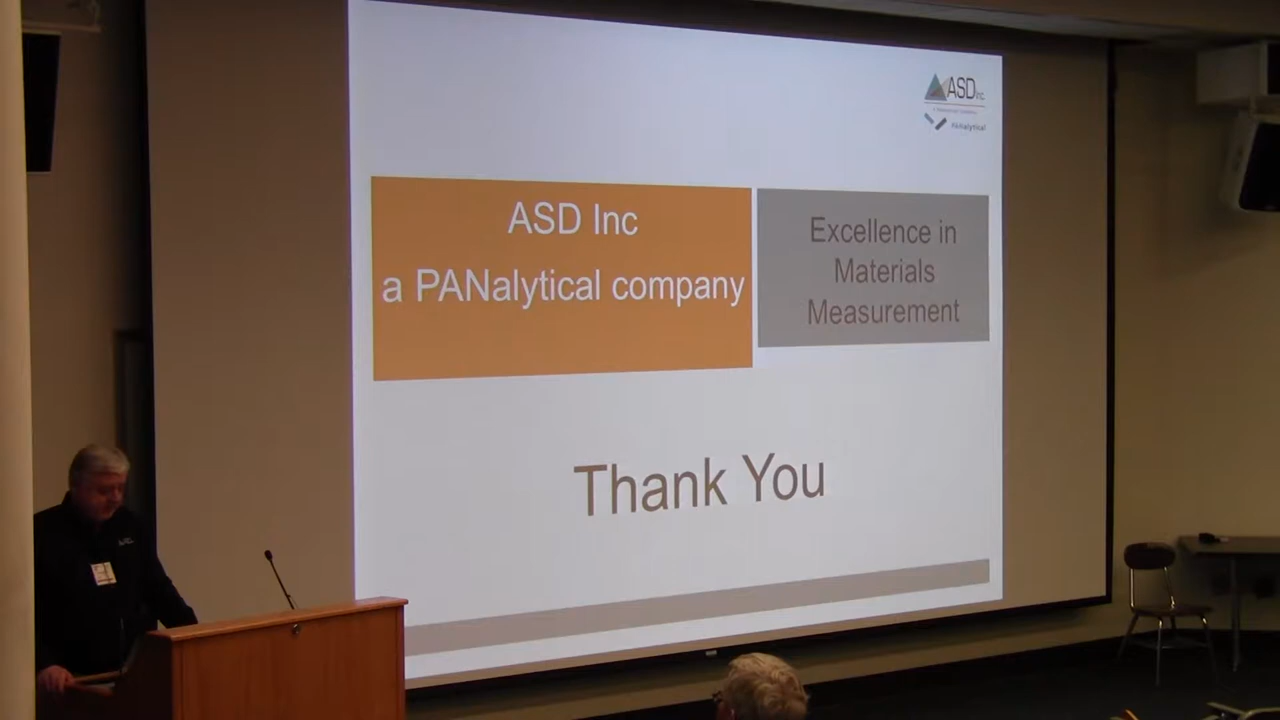 ASD Inc
PANalytical
ASD Inc
a PANalytical company
Excellence in
Materials
Measurement
Thank You